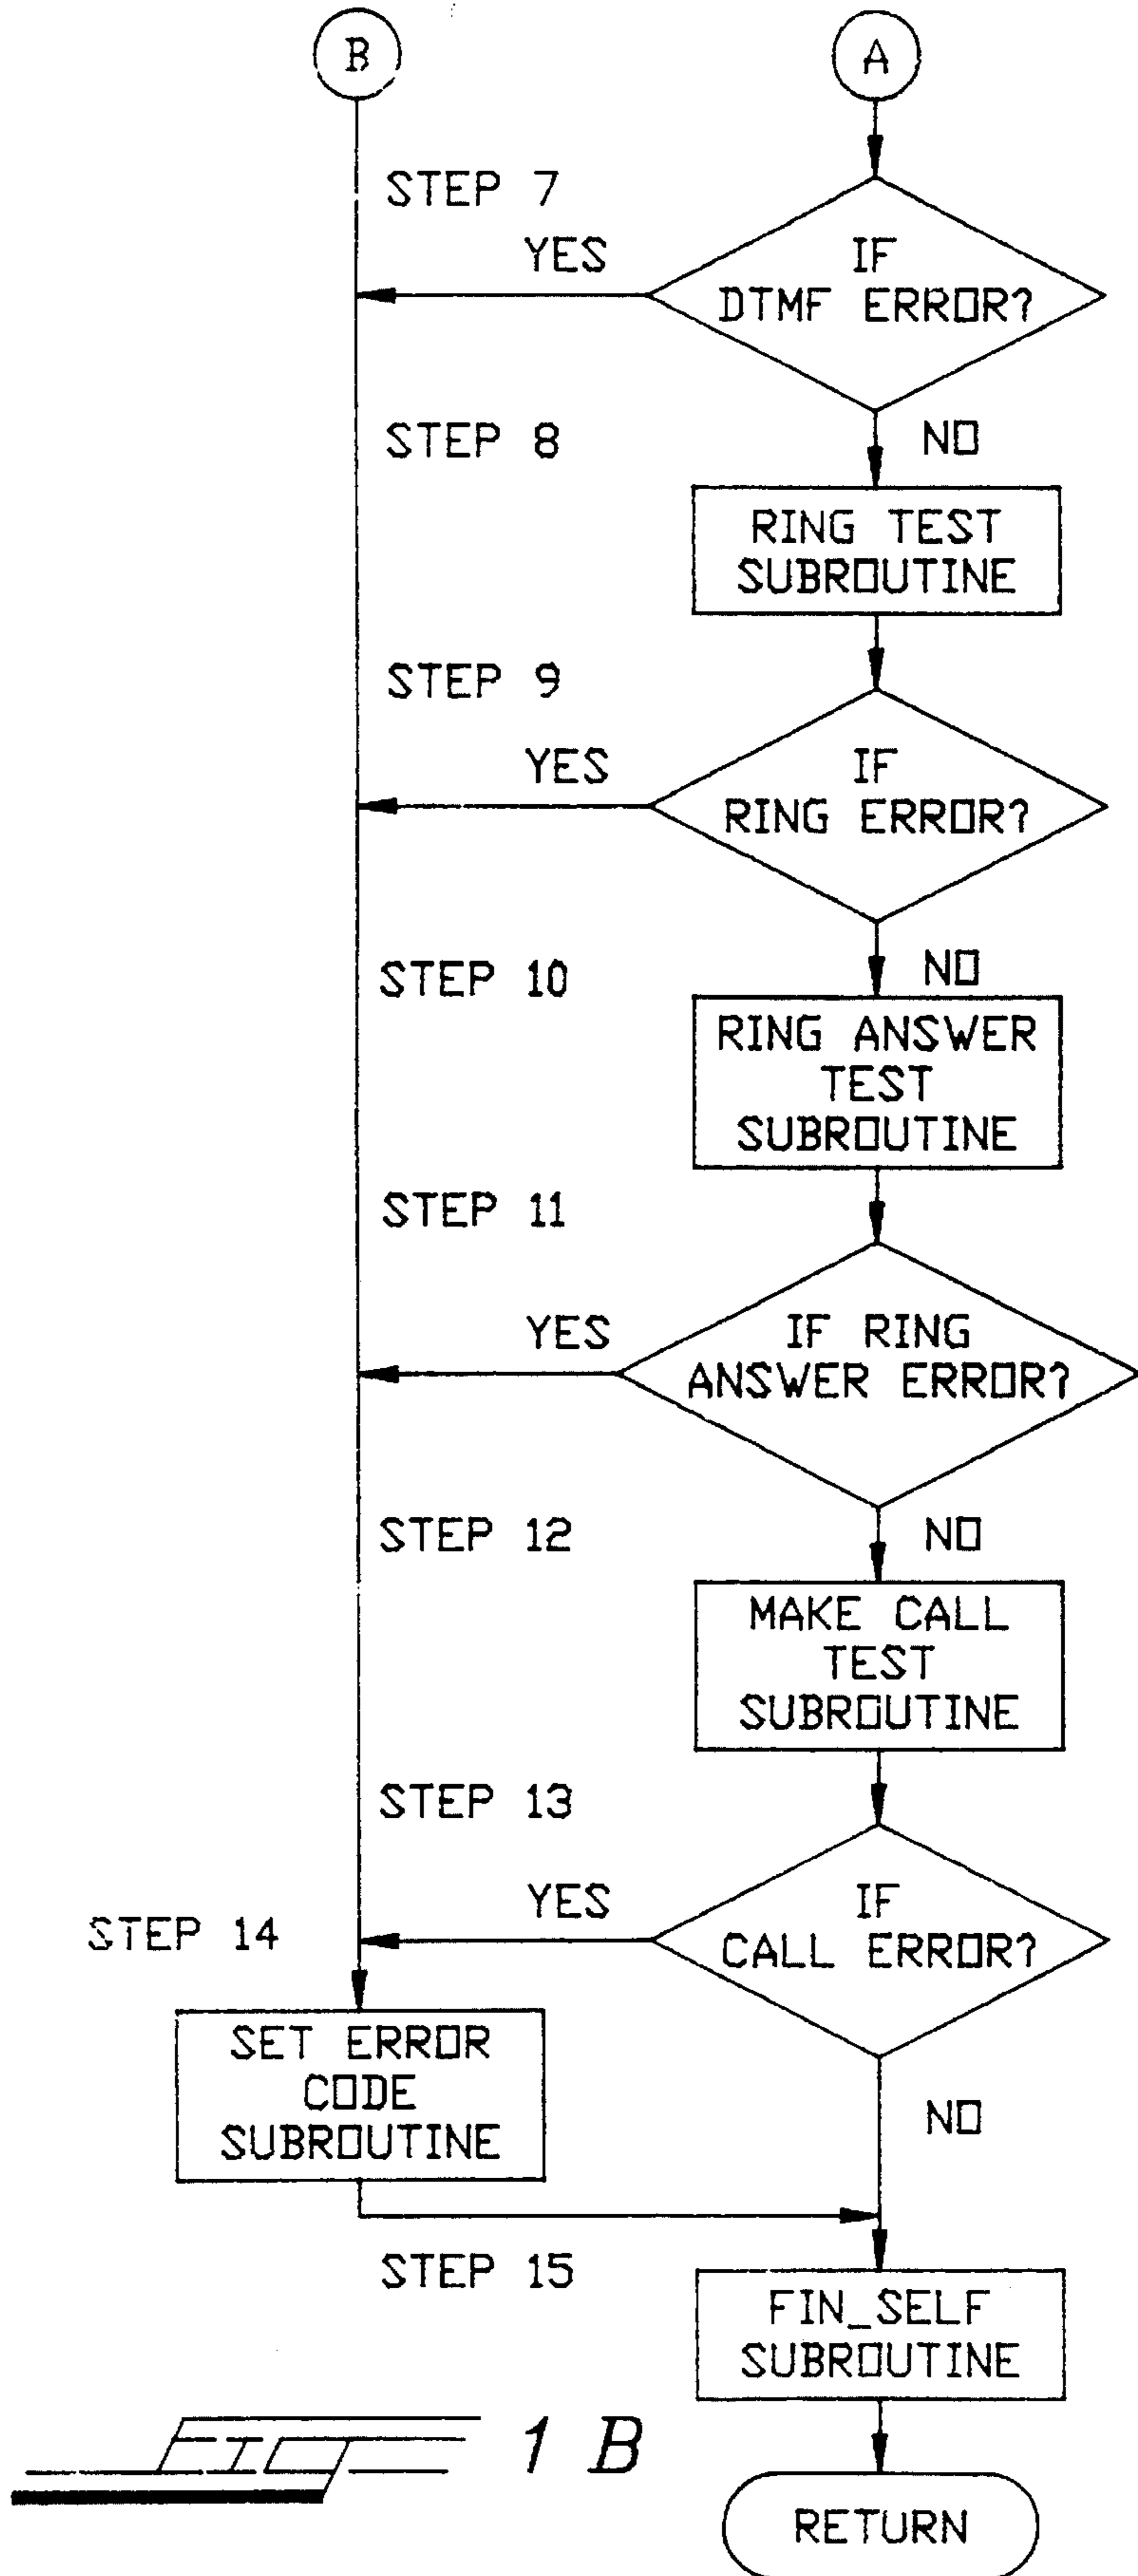 B
A
STEP 7
YES
IF
DTMF ERROR?
NO
STEP 8
RING TEST
SUBROUTINE
STEP 9
YES
IF
RING ERROR?
NO
STEP 10
RING ANSWER
TEST
SUBROUTINE
STEP 11
YES
IF RING
ANSWER ERROR?
NO
STEP 12
MAKE CALL
TEST
SUBROUTINE
STEP 13
YES
IF
CALL ERROR?
STEP 14
SET ERROR
CODE
SUBROUTINE
NO
STEP 15
FIN_SELF
SUBROUTINE
FIG 1 B
RETURN